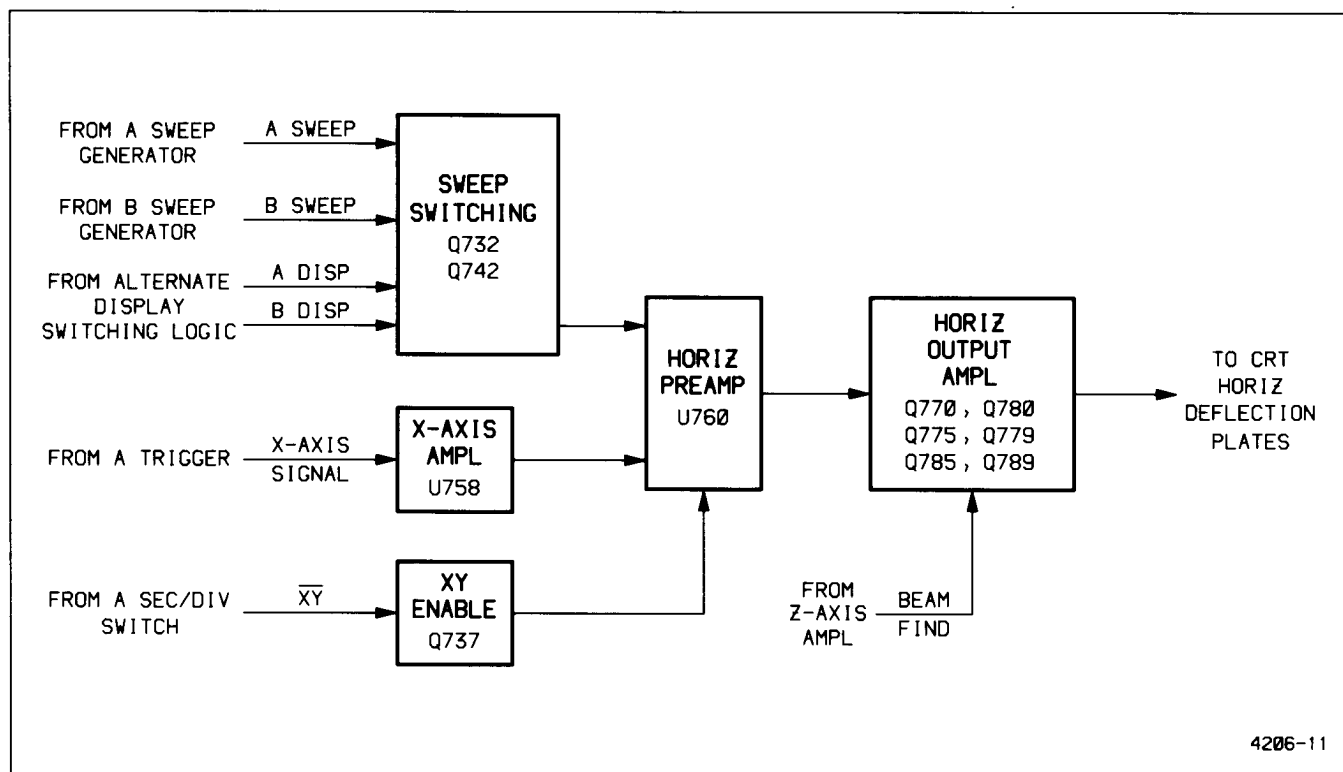 FROM A SWEEP
GENERATOR
A SWEEP
FROM B SWEEP
GENERATOR
B SWEEP
FROM ALTERNATE
DISPLAY
SWITCHING LOGIC
A DISP
B DISP
SWEEP
SWITCHING
Q732
Q742
FROM A TRIGGER
X-AXIS
SIGNAL
X-AXIS
AMPL
U758
FROM A SEC/DIV
SWITCH
X̅Y̅
XY
ENABLE
Q737
HORIZ
PREAMP
U760
HORIZ
OUTPUT
AMPL
Q770, Q780
Q775, Q779
Q785, Q789
FROM
Z-AXIS
AMPL
BEAM
FIND
TO CRT
HORIZ
DEFLECTION
PLATES
4206-11